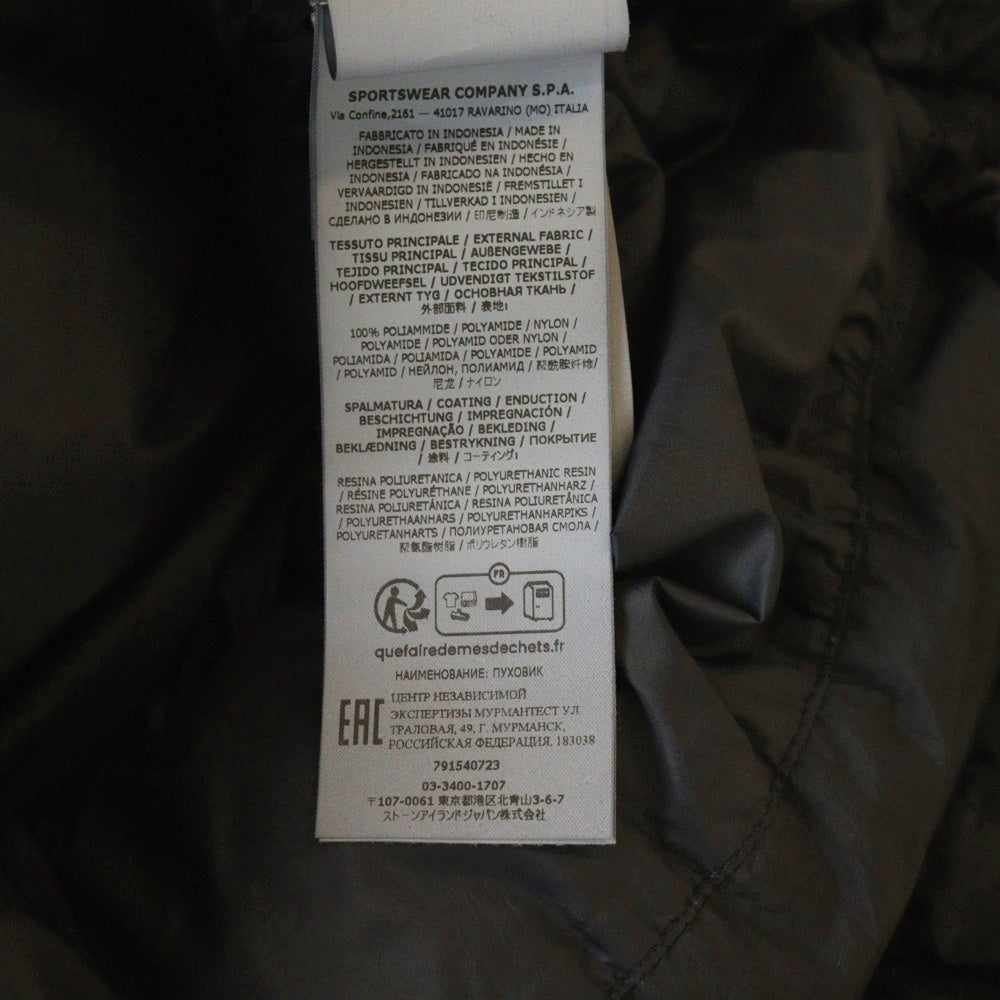 SPORTSWEAR COMPANY S.P.A.
Via Confine,2161 — 41017 RAVARINO (MO) ITALIA
FABBRICATO IN INDONESIA / MADE IN
INDONESIA / FABRIQUÉ EN INDONÉSIE /
HERGESTELLT IN INDONESIEN / HECHO EN
INDONESIA / FABRICADO NA INDONÉSIA /
VERVAARDIGD IN INDONESIË / FREMSTILLET I
INDONESIEN / TILLVERKAD I INDONESIEN /
СДЕЛАНО В ИНДОНЕЗИИ / 印尼制造 / インドネシア製
TESSUTO PRINCIPALE / EXTERNAL FABRIC /
TISSU PRINCIPAL / AUßENGEWEBE /
TEJIDO PRINCIPAL / TECIDO PRINCIPAL /
HOOFDWEEFSEL / UDVENDIGT TEKSTILSTOF
/ EXTERNT TYG / ОСНОВНАЯ ТКАНЬ /
外部面料 / 表地:
100% POLIAMMIDE / POLYAMIDE / NYLON /
POLYAMIDE / POLYAMID ODER NYLON /
POLIAMIDA / POLIAMIDA / POLYAMIDE / POLYAMID
/ POLYAMID / НЕЙЛОН, ПОЛИАМИД / 聚酰胺纤维/
尼龙 / ナイロン
SPALMATURA / COATING / ENDUCTION /
BESCHICHTUNG / IMPREGNACIÓN /
IMPREGNAÇÃO / BEKLEDING /
BEKLÆDNING / BESTRYKNING / ПОКРЫТИЕ
/ 涂料 / コーティング:
RESINA POLIURETANICA / POLYURETHANIC RESIN
/ RÉSINE POLYURÉTHANE / POLYURETHANHARZ /
RESINA POLIURETÁNICA / RESINA POLIURETÂNICA
/ POLYURETHAANHARS / POLYURETHANHARPIKS /
POLYURETANHARTS / ПОЛИУРЕТАНОВАЯ СМОЛА /
聚氨酯树脂 / ポリウレタン樹脂
FR
quefairedemesdechets.fr
НАИМЕНОВАНИЕ: ПУХОВИК
EAC
ЦЕНТР НЕЗАВИСИМОЙ
ЭКСПЕРТИЗЫ МУРМАНТЕСТ УЛ.
ТРАЛОВАЯ, 49, Г. МУРМАНСК,
РОССИЙСКАЯ ФЕДЕРАЦИЯ, 183038
791540723
03-3400-1707
〒107-0061 東京都港区北青山3-6-7
ストーンアイランドジャパン株式会社